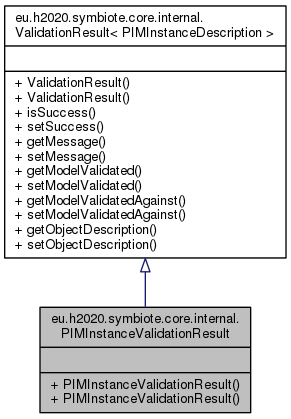 eu.h2020.symbiote.core.internal.
ValidationResult< PIMInstanceDescription >
+ ValidationResult()
+ ValidationResult()
+ isSuccess()
+ setSuccess()
+ getMessage()
+ setMessage()
+ getModelValidated()
+ setModelValidated()
+ getModelValidatedAgainst()
+ setModelValidatedAgainst()
+ getObjectDescription()
+ setObjectDescription()
eu.h2020.symbiote.core.internal.
PIMInstanceValidationResult
+ PIMInstanceValidationResult()
+ PIMInstanceValidationResult()